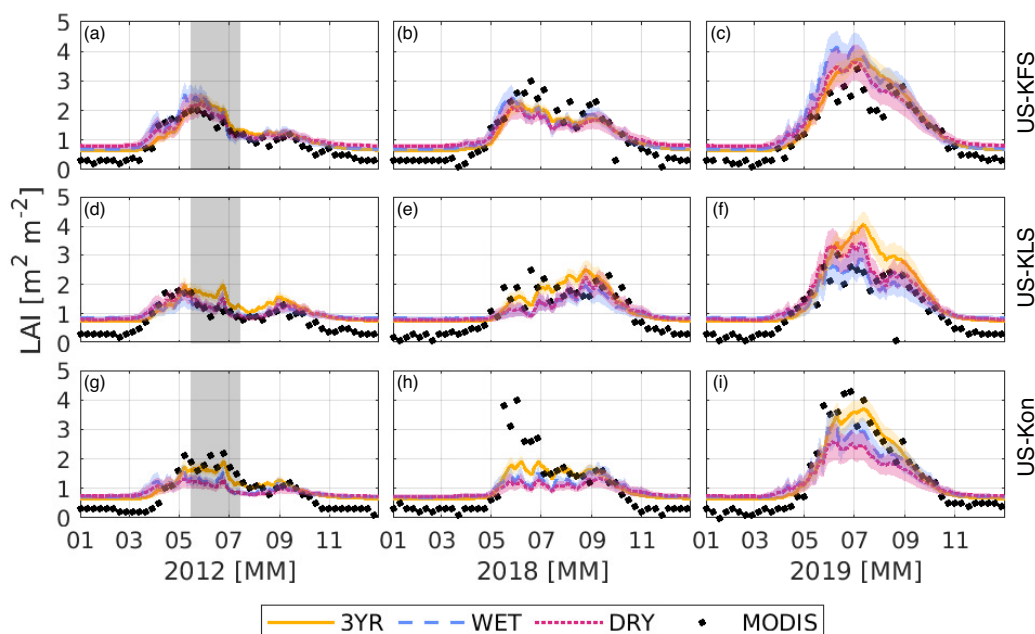 (a) (b) (c)
5
4
3
2
1
0
US-KFS
(d) (e) (f)
5
4
3
2
1
0
LAI [m² m⁻²]
US-KLS
(g) (h) (i)
5
4
3
2
1
0
US-Kon
01 03 05 07 09 11 01 03 05 07 09 11 01 03 05 07 09 11
2012 [MM] 2018 [MM] 2019 [MM]
3YR WET DRY MODIS